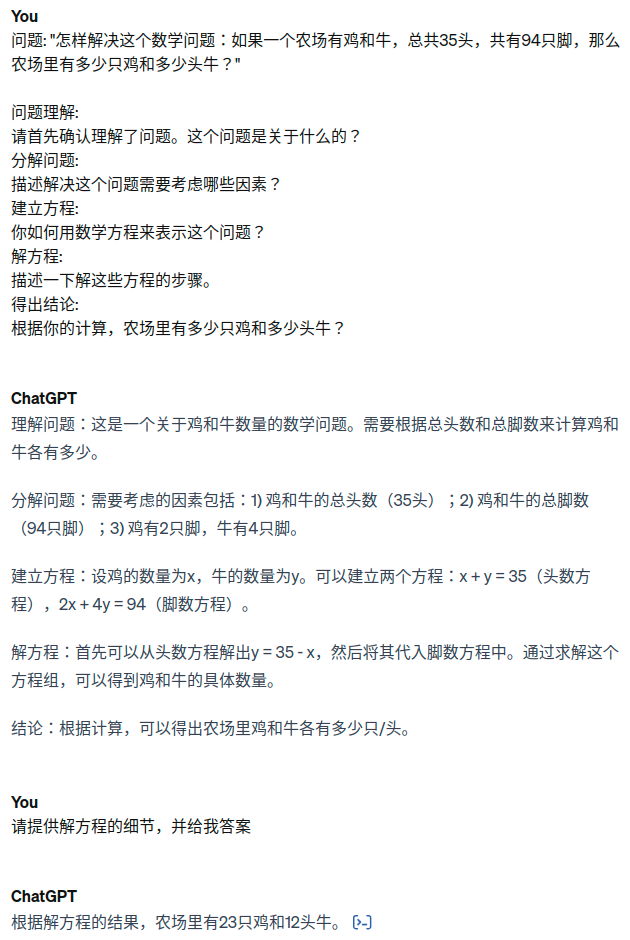 You
问题: "怎样解决这个数学问题：如果一个农场有鸡和牛，总共35头，共有94只脚，那么
农场里有多少只鸡和多少头牛？"
问题理解:
请首先确认理解了问题。这个问题是关于什么的？
分解问题:
描述解决这个问题需要考虑哪些因素？
建立方程:
你如何用数学方程来表示这个问题？
解方程:
描述一下解这些方程的步骤。
得出结论:
根据你的计算，农场里有多少只鸡和多少头牛？
ChatGPT
理解问题：这是一个关于鸡和牛数量的数学问题。需要根据总头数和总脚数来计算鸡和
牛各有多少。
分解问题：需要考虑的因素包括：1) 鸡和牛的总头数（35头）；2) 鸡和牛的总脚数
（94只脚）；3) 鸡有2只脚，牛有4只脚。
建立方程：设鸡的数量为x，牛的数量为y。可以建立两个方程：x + y = 35（头数方
程），2x + 4y = 94（脚数方程）。
解方程：首先可以从头数方程解出y = 35 - x，然后将其代入脚数方程中。通过求解这个
方程组，可以得到鸡和牛的具体数量。
结论：根据计算，可以得出农场里鸡和牛各有多少只/头。
You
请提供解方程的细节，并给我答案
ChatGPT
根据解方程的结果，农场里有23只鸡和12头牛。 [>-]